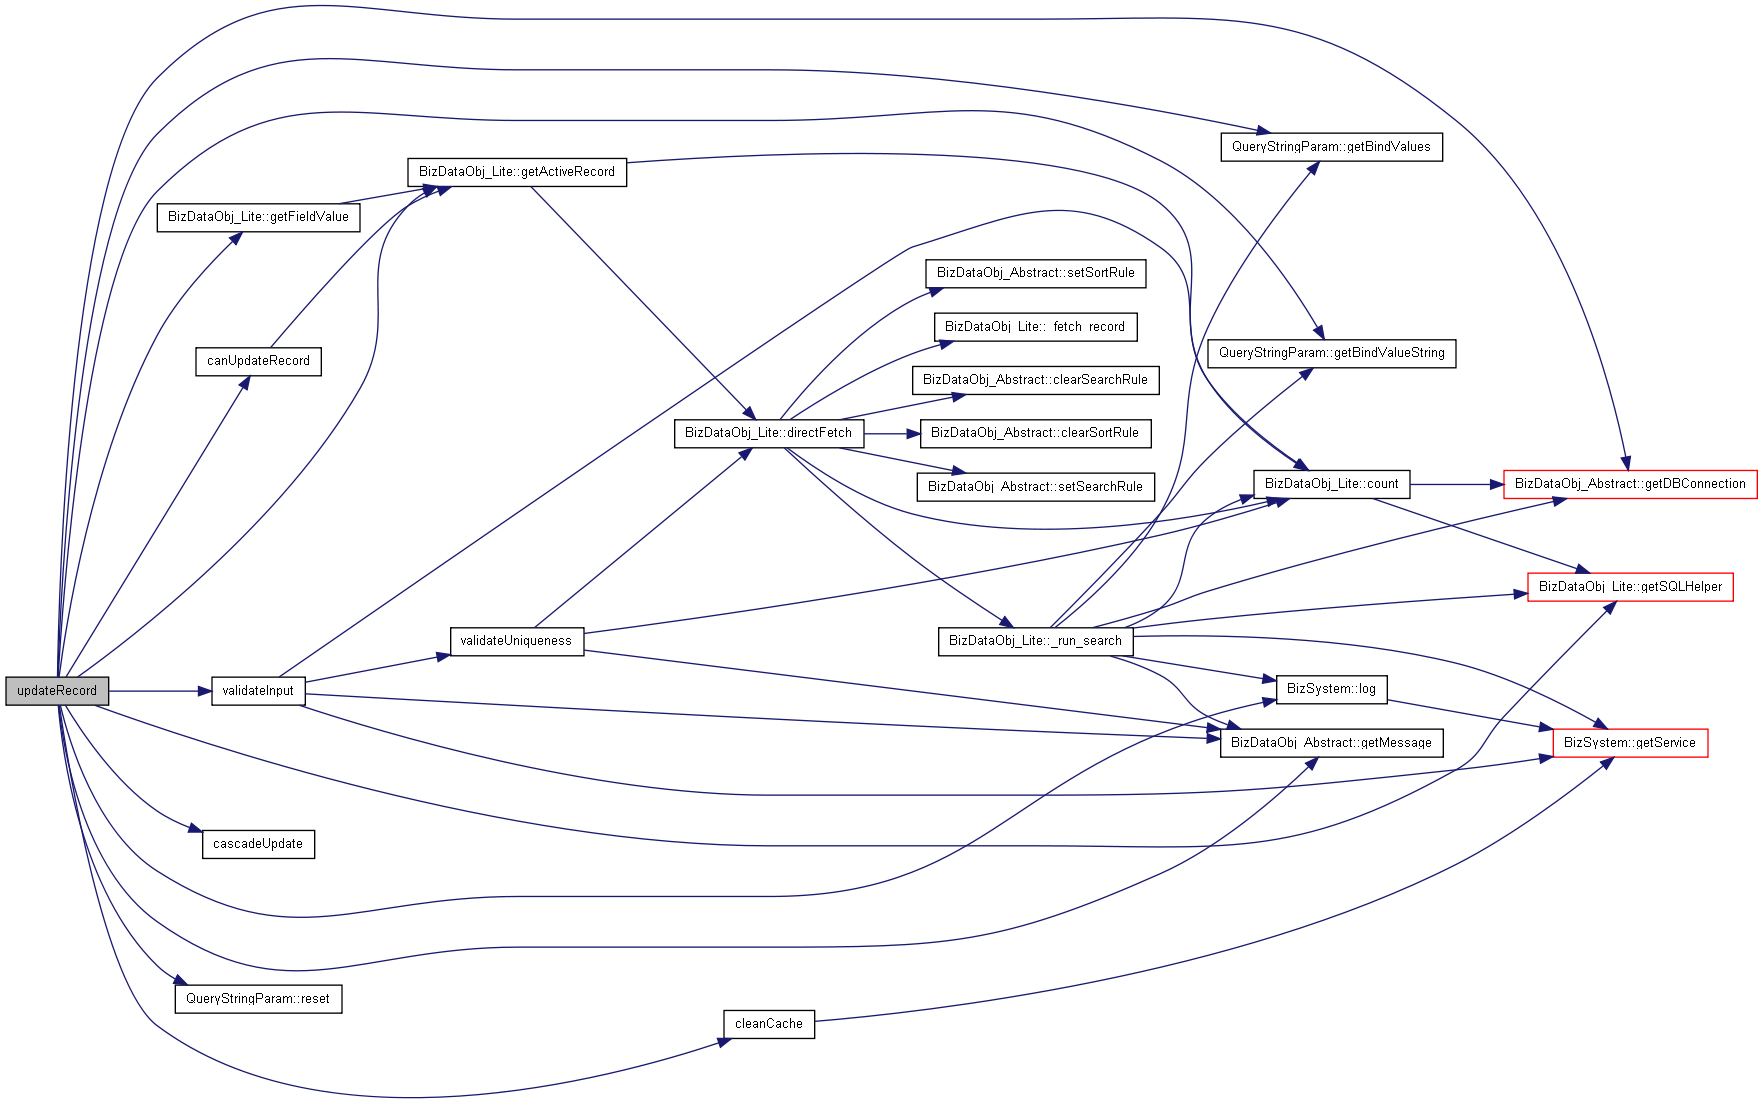 QueryStringParam::getBindValues
BizDataObj_Lite::getActiveRecord
BizDataObj_Lite::getFieldValue
BizDataObj_Abstract::setSortRule
BizDataObj_Lite::_fetch_record
QueryStringParam::getBindValueString
canUpdateRecord
BizDataObj_Abstract::clearSearchRule
BizDataObj_Lite::directFetch
BizDataObj_Abstract::clearSortRule
BizDataObj_Abstract::setSearchRule
BizDataObj_Lite::count
BizDataObj_Abstract::getDBConnection
BizDataObj_Lite::getSQLHelper
validateUniqueness
BizDataObj_Lite::_run_search
updateRecord
validateInput
BizSystem::log
BizDataObj_Abstract::getMessage
BizSystem::getService
cascadeUpdate
QueryStringParam::reset
cleanCache